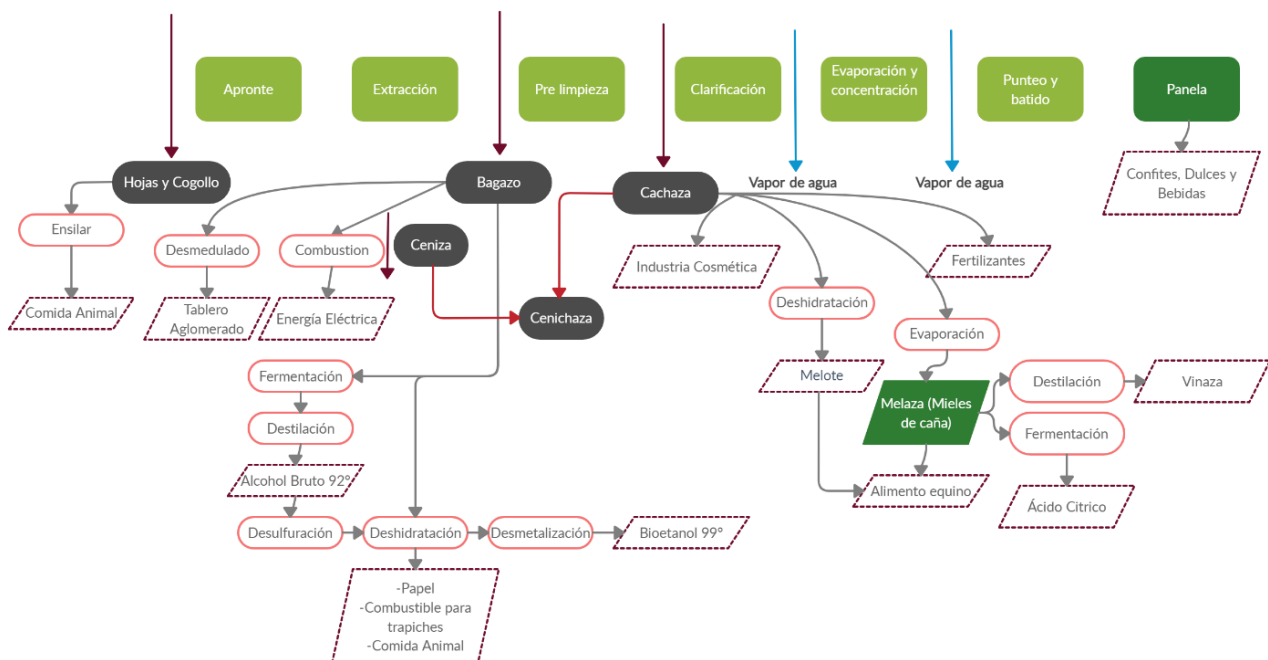 Apronte
Extracción
Pre limpieza
Clarificación
Evaporación y
concentración
Punteo y
batido
Panela
Hojas y Cogollo
Bagazo
Cachaza
Vapor de agua
Vapor de agua
Confites, Dulces y
Bebidas
Ensilar
Desmedulado
Combustion
Ceniza
Industria Cosmética
Fertilizantes
Comida Animal
Tablero
Aglomerado
Energía Eléctrica
Cenichaza
Deshidratación
Evaporación
Fermentación
Melote
Melaza (Mieles
de caña)
Destilación
Vinaza
Destilación
Fermentación
Alcohol Bruto 92°
Alimento equino
Ácido Citrico
Desulfuración
Deshidratación
Desmetalización
Bioetanol 99°
-Papel
-Combustible para
trapiches
-Comida Animal